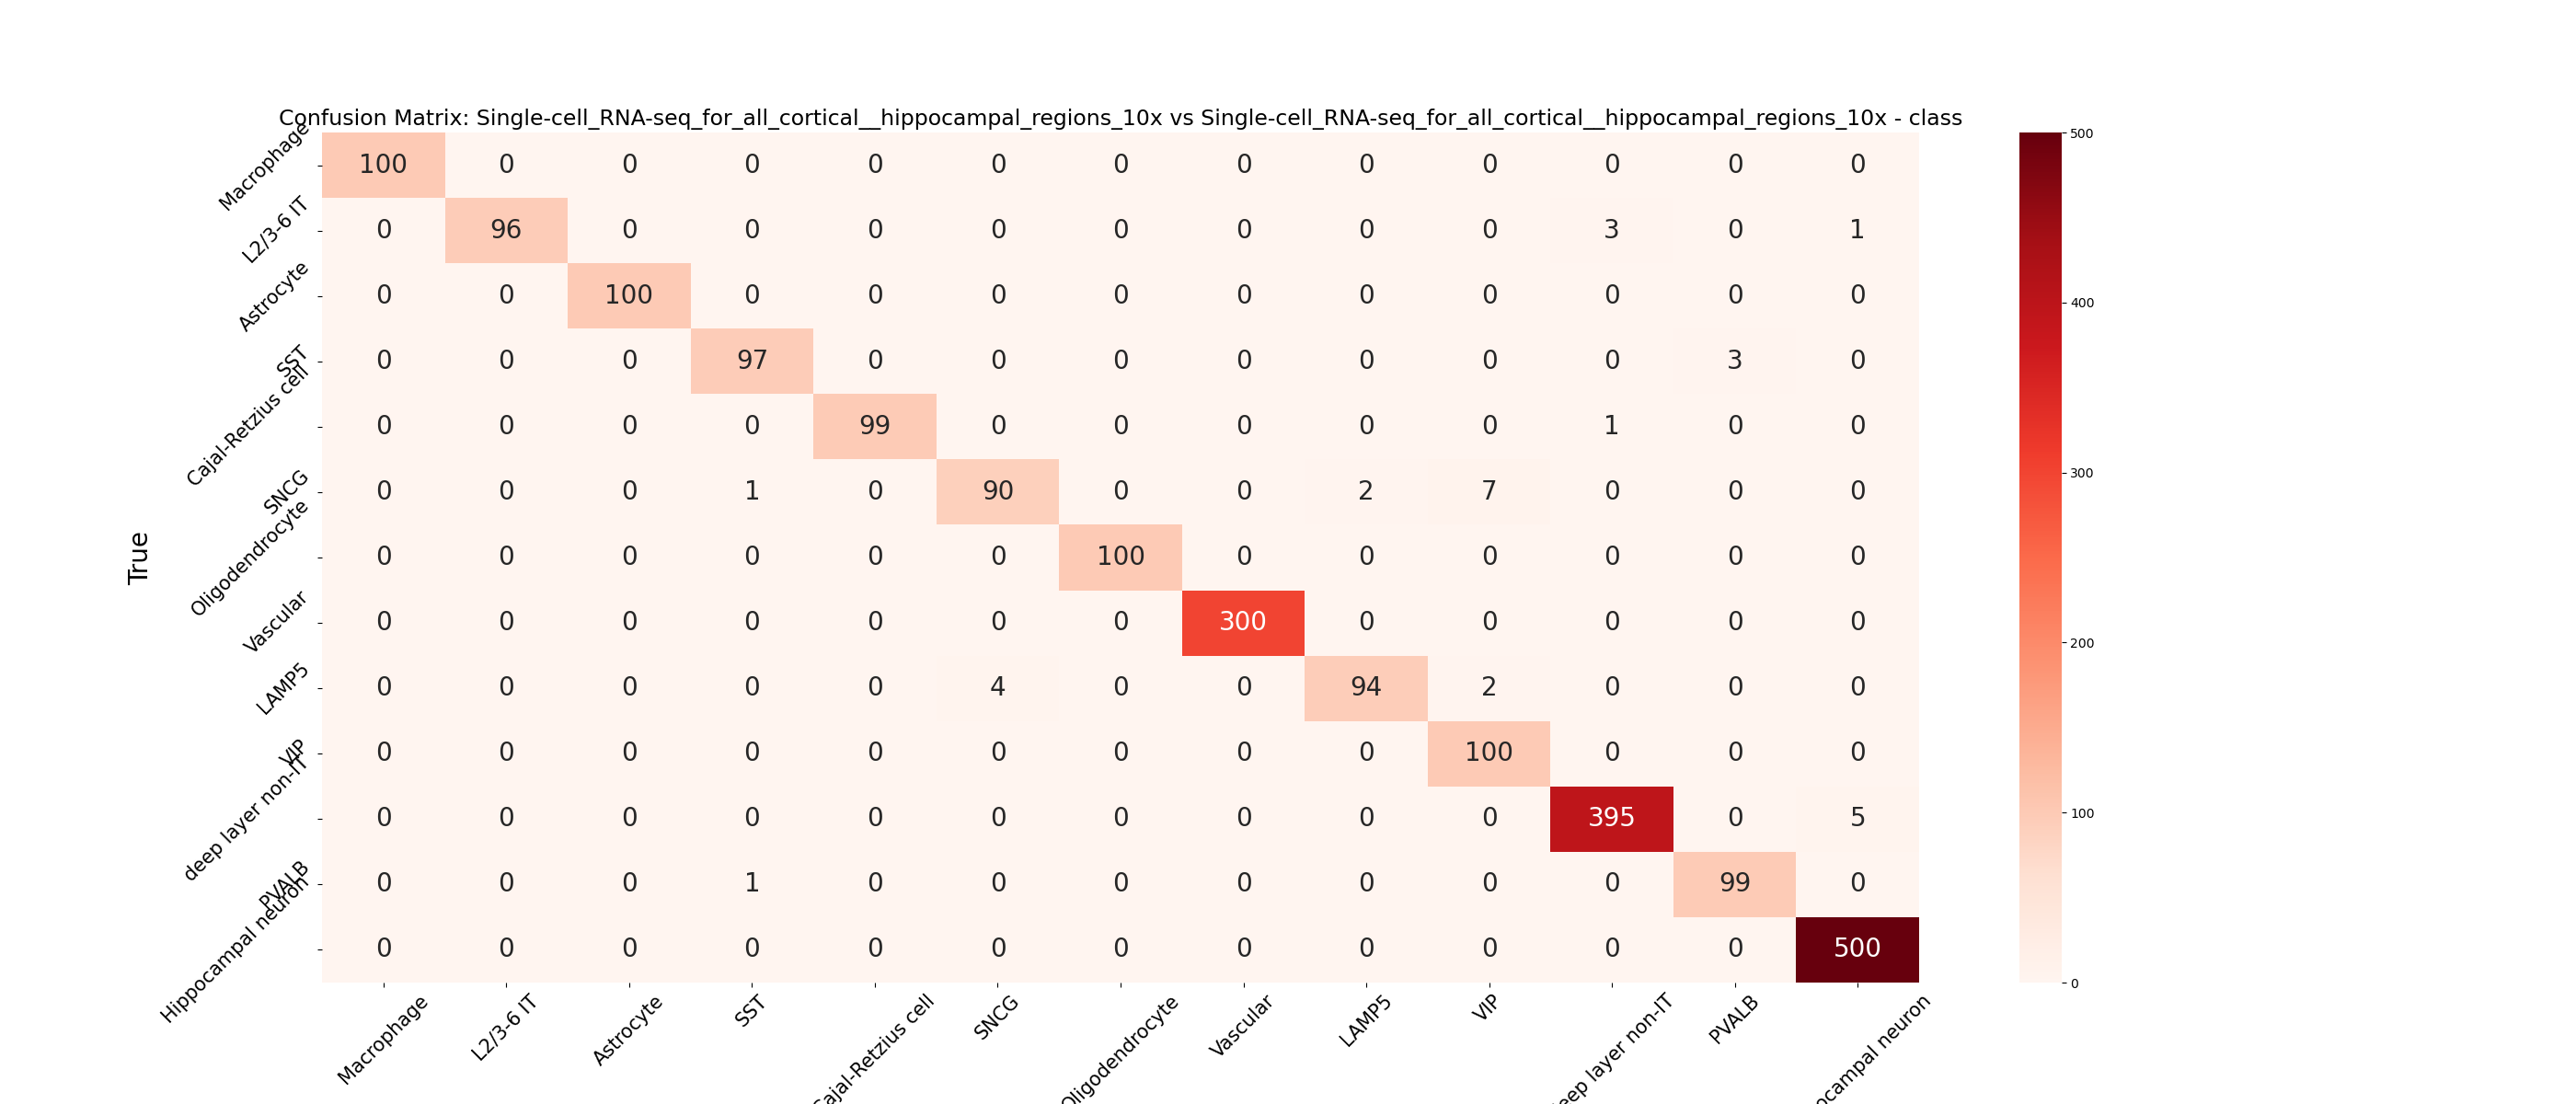 Confusion Matrix: Single-cell_RNA-seq_for_all_cortical__hippocampal_regions_10x vs Single-cell_RNA-seq_for_all_cortical__hippocampal_regions_10x - class
True
Macrophage 100 0 0 0 0 0 0 0 0 0 0 0 0
L2/3-6 IT 0 96 0 0 0 0 0 0 0 0 3 0 1
Astrocyte 0 0 100 0 0 0 0 0 0 0 0 0 0
SST 0 0 0 97 0 0 0 0 0 0 0 3 0
Cajal-Retzius cell 0 0 0 0 99 0 0 0 0 0 1 0 0
SNCG 0 0 0 1 0 90 0 0 2 7 0 0 0
Oligodendrocyte 0 0 0 0 0 0 100 0 0 0 0 0 0
Vascular 0 0 0 0 0 0 0 300 0 0 0 0 0
LAMP5 0 0 0 0 0 4 0 0 94 2 0 0 0
VIP 0 0 0 0 0 0 0 0 0 100 0 0 0
deep layer non-IT 0 0 0 0 0 0 0 0 0 0 395 0 5
PVALB 0 0 0 1 0 0 0 0 0 0 0 99 0
Hippocampal neuron 0 0 0 0 0 0 0 0 0 0 0 0 500
Macrophage
L2/3-6 IT
Astrocyte
SST
Cajal-Retzius cell
SNCG
Oligodendrocyte
Vascular
LAMP5
VIP
eep layer non-IT
PVALB
ocampal neuron
500
400
300
200
100
0